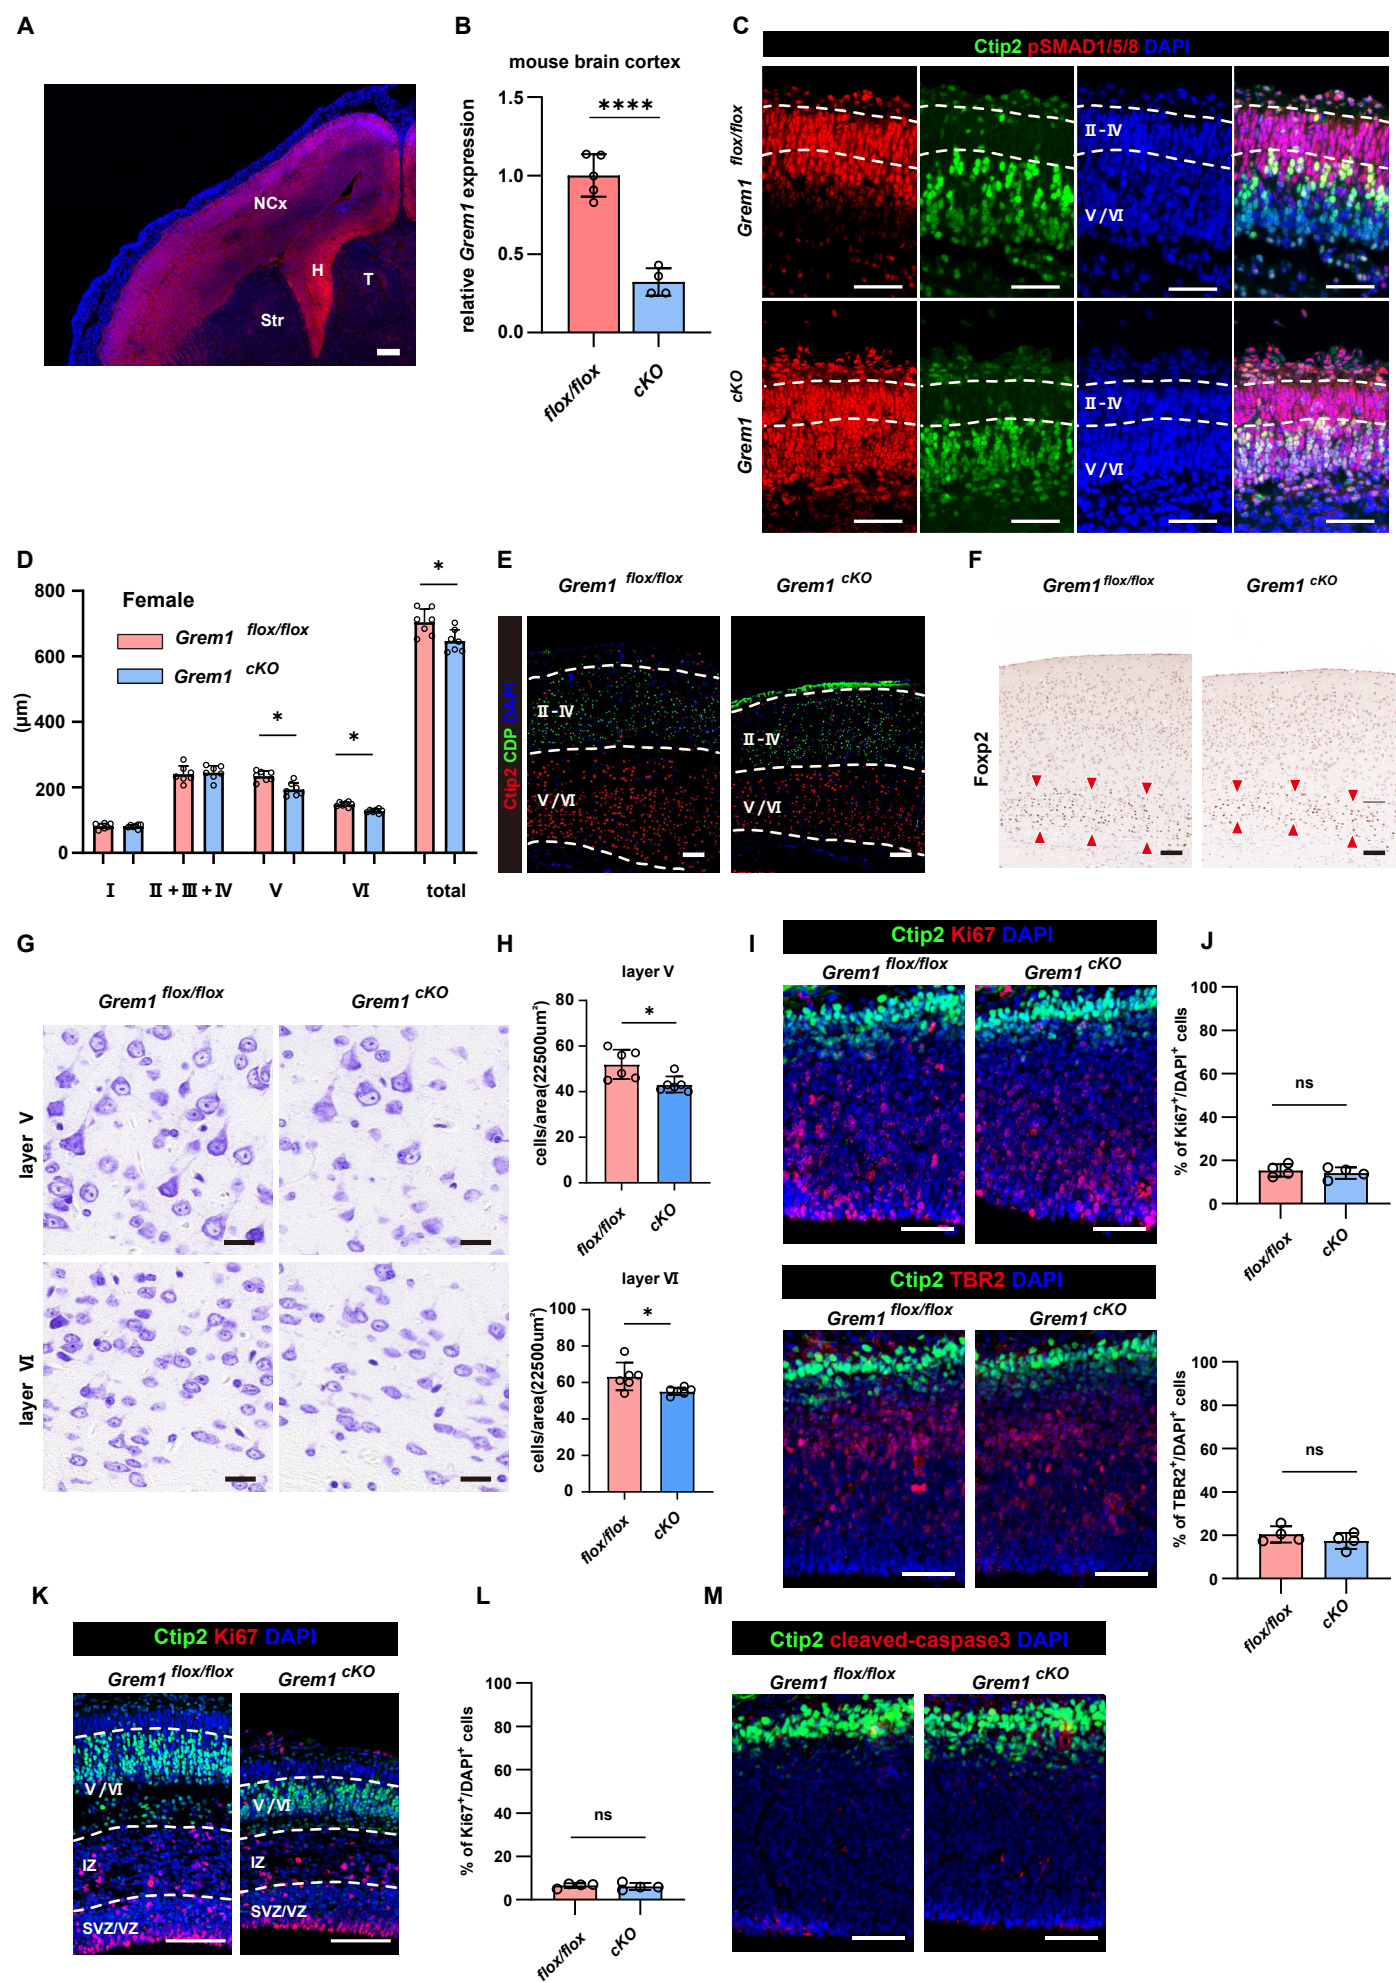 A
NCx
H
T
Str
B
mouse brain cortex
relative Grem1 expression
1.5
1.0
0.5
0.0
****
flox/flox
cKO
C
Ctip2 pSMAD1/5/8 DAPI
Grem1 flox/flox
II-IV
V/VI
Grem1 cKO
II-IV
V/VI
D
Female
Grem1 flox/flox
Grem1 cKO
(μm)
800
600
400
200
0
*
*
*
I
II + III + IV
V
VI
total
E
Grem1 flox/flox
Grem1 cKO
Ctip2 CDP DAPI
II-IV
V/VI
II-IV
V/VI
F
Grem1 flox/flox
Grem1 cKO
Foxp2
G
Grem1 flox/flox
Grem1 cKO
layer V
layer VI
H
layer V
cells/area(22500um²)
80
60
40
20
0
*
flox/flox
cKO
layer VI
cells/area(22500um²)
100
80
60
40
20
0
*
flox/flox
cKO
I
Ctip2 Ki67 DAPI
Grem1 flox/flox
Grem1 cKO
Ctip2 TBR2 DAPI
Grem1 flox/flox
Grem1 cKO
J
% of Ki67⁺/DAPI⁺ cells
100
80
60
40
20
0
ns
flox/flox
cKO
% of TBR2⁺/DAPI⁺ cells
100
80
60
40
20
0
ns
flox/flox
cKO
K
Ctip2 Ki67 DAPI
Grem1 flox/flox
Grem1 cKO
V/VI
IZ
SVZ/VZ
V/VI
IZ
SVZ/VZ
L
% of Ki67⁺/DAPI⁺ cells
100
80
60
40
20
0
ns
flox/flox
cKO
M
Ctip2 cleaved-caspase3 DAPI
Grem1 flox/flox
Grem1 cKO